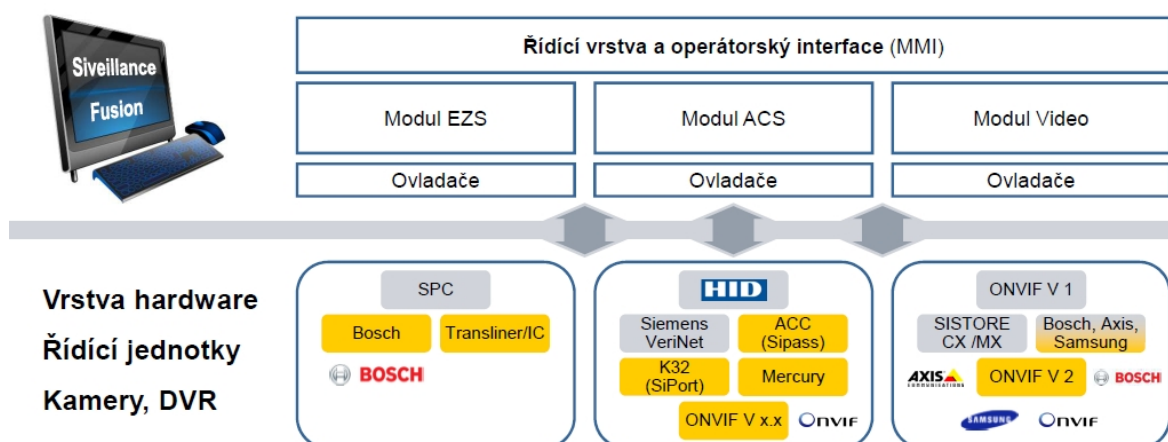 Siveillance
Fusion
Řídící vrstva a operátorský interface (MMI)
Modul EZS
Modul ACS
Modul Video
Ovladače
Ovladače
Ovladače
Vrstva hardware
Řídící jednotky
Kamery, DVR
SPC
Bosch
Transliner/IC
BOSCH
HID
Siemens
VeriNet
ACC
(Sipass)
K32
(SiPort)
Mercury
ONVIF V x.x
ONVIF
ONVIF V 1
SISTORE
CX /MX
Bosch, Axis,
Samsung
AXIS
COMMUNICATIONS
ONVIF V 2
BOSCH
SAMSUNG
ONVIF